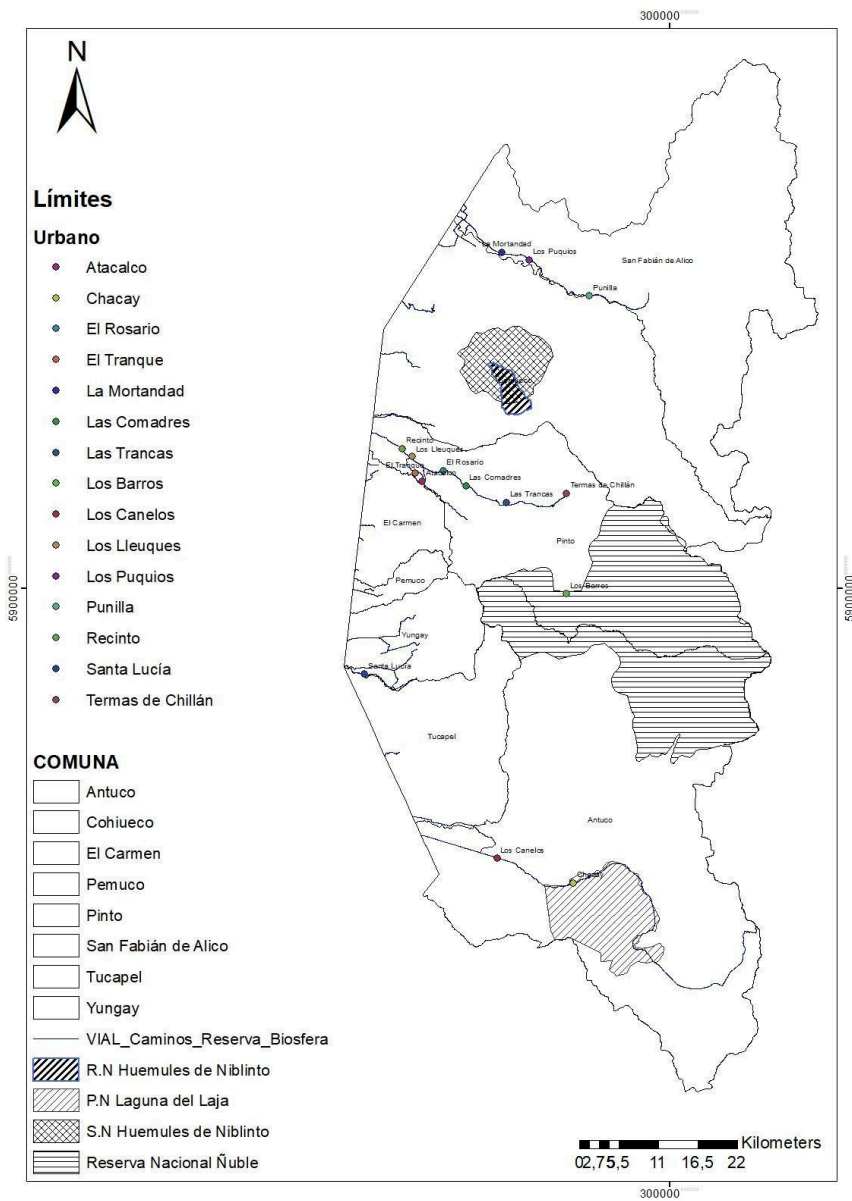 300000
N
Límites
Urbano
Atacalco
Chacay
El Rosario
El Tranque
La Mortandad
Las Comadres
Las Trancas
Los Barros
Los Canelos
Los Lleuques
Los Puquios
Punilla
Recinto
Santa Lucía
Termas de Chillán
COMUNA
Antuco
Cohiueco
El Carmen
Pemuco
Pinto
San Fabián de Alico
Tucapel
Yungay
VIAL_Caminos_Reserva_Biosfera
R.N Huemules de Niblinto
P.N Laguna del Laja
S.N Huemules de Niblinto
Reserva Nacional Ñuble
La Mortandad
Los Puquios
San Fabián de Alico
Punilla
Recinto
Los Lleuques
El Tranque
El Rosario
Atacalco
Las Comadres
Termas de Chillán
Las Trancas
El Carmen
Pinto
Pemuco
Los Barros
Yungay
Santa Lucía
Tucapel
Antuco
Los Canelos
Chacay
5900000
5900000
Kilometers
02,755,5 11 16,5 22
300000